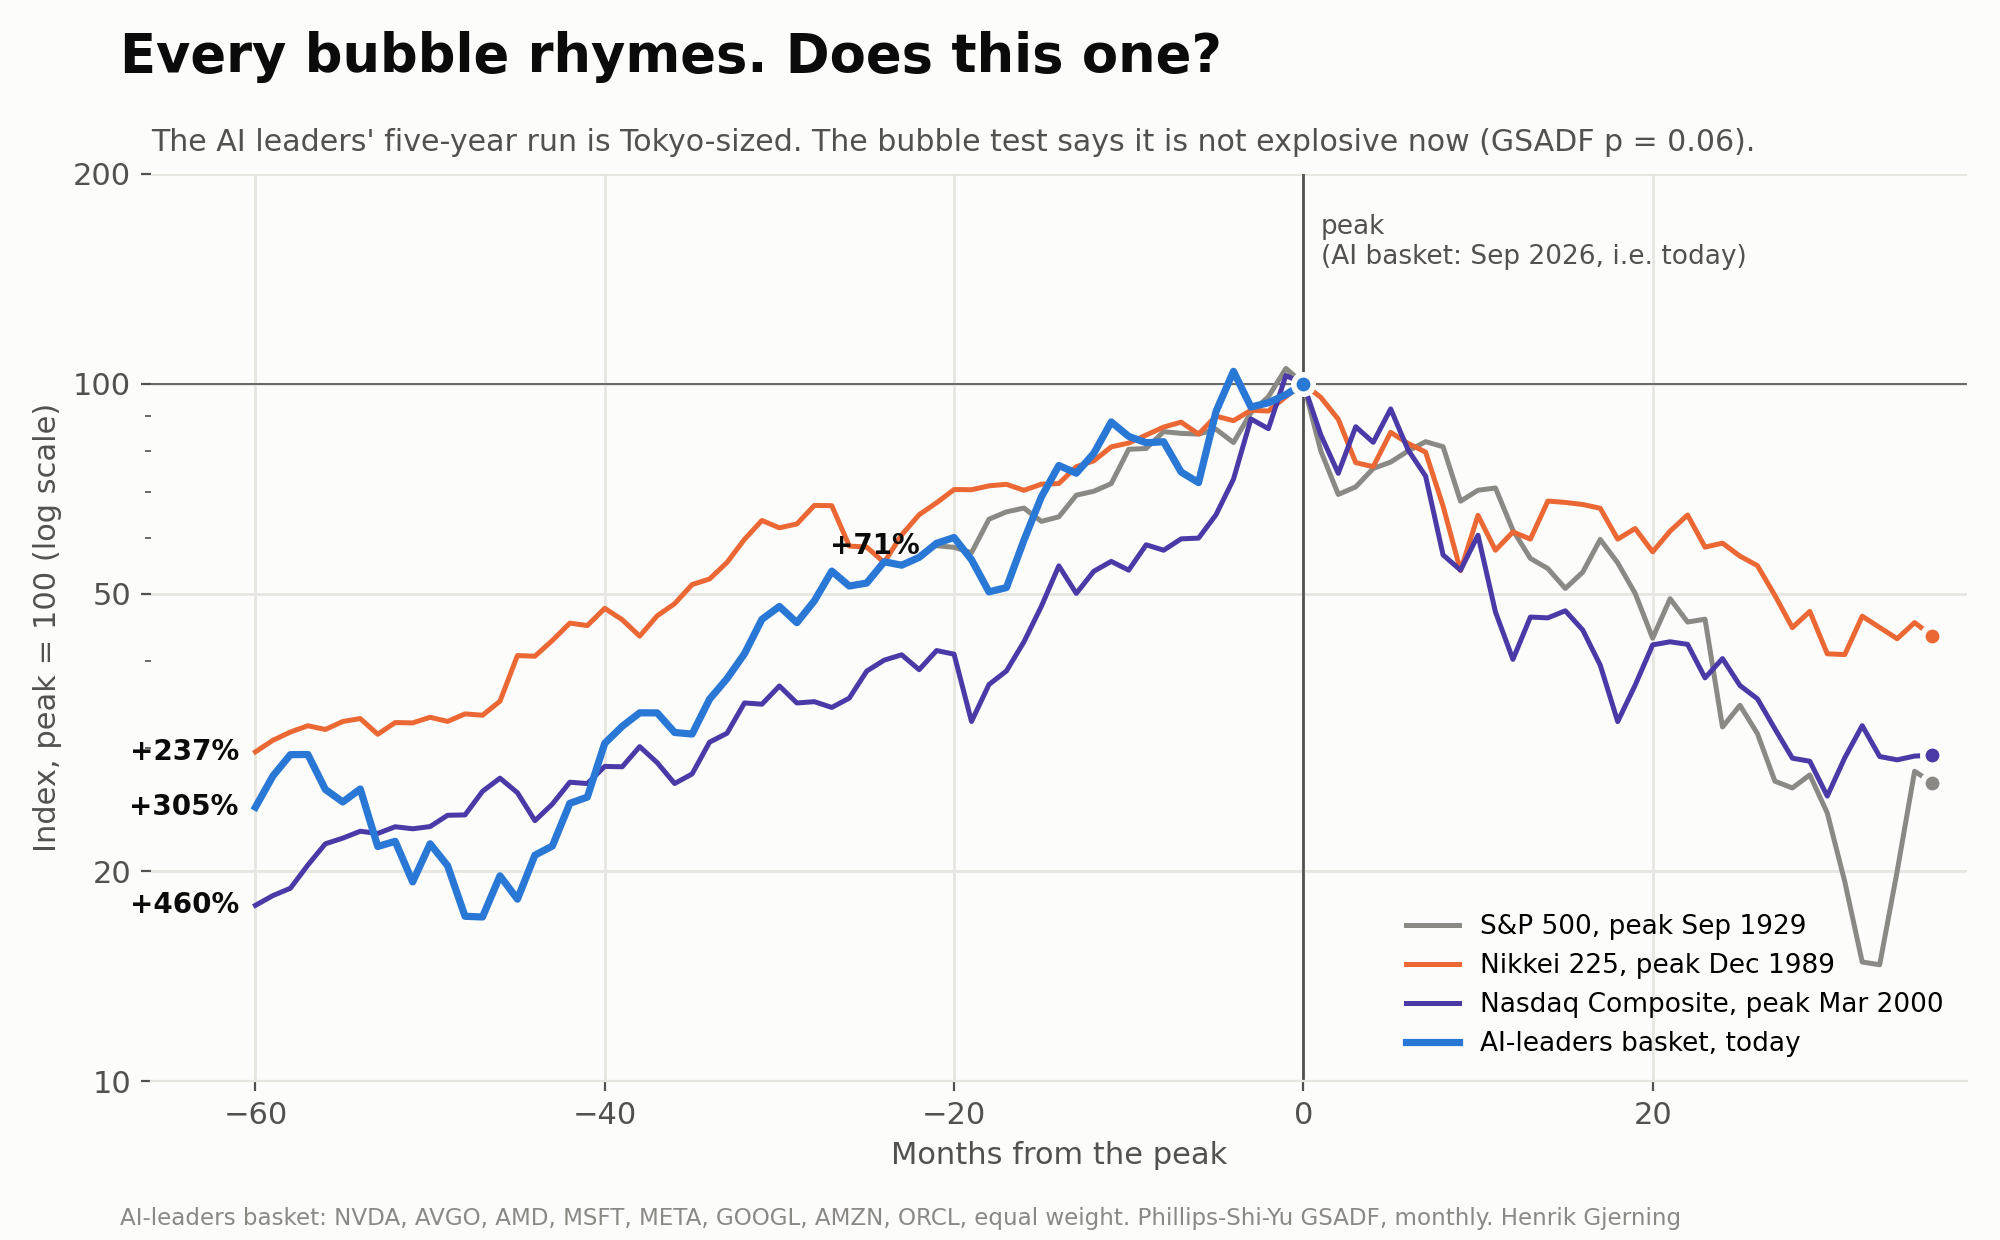 Every bubble rhymes. Does this one?
The AI leaders' five-year run is Tokyo-sized. The bubble test says it is not explosive now (GSADF p = 0.06).
200
peak
(AI basket: Sep 2026, i.e. today)
100
+71%
50
+237%
+305%
20
+460%
10
Index, peak = 100 (log scale)
S&P 500, peak Sep 1929
Nikkei 225, peak Dec 1989
Nasdaq Composite, peak Mar 2000
AI-leaders basket, today
−60
−40
−20
0
20
Months from the peak
AI-leaders basket: NVDA, AVGO, AMD, MSFT, META, GOOGL, AMZN, ORCL, equal weight. Phillips-Shi-Yu GSADF, monthly. Henrik Gjerning